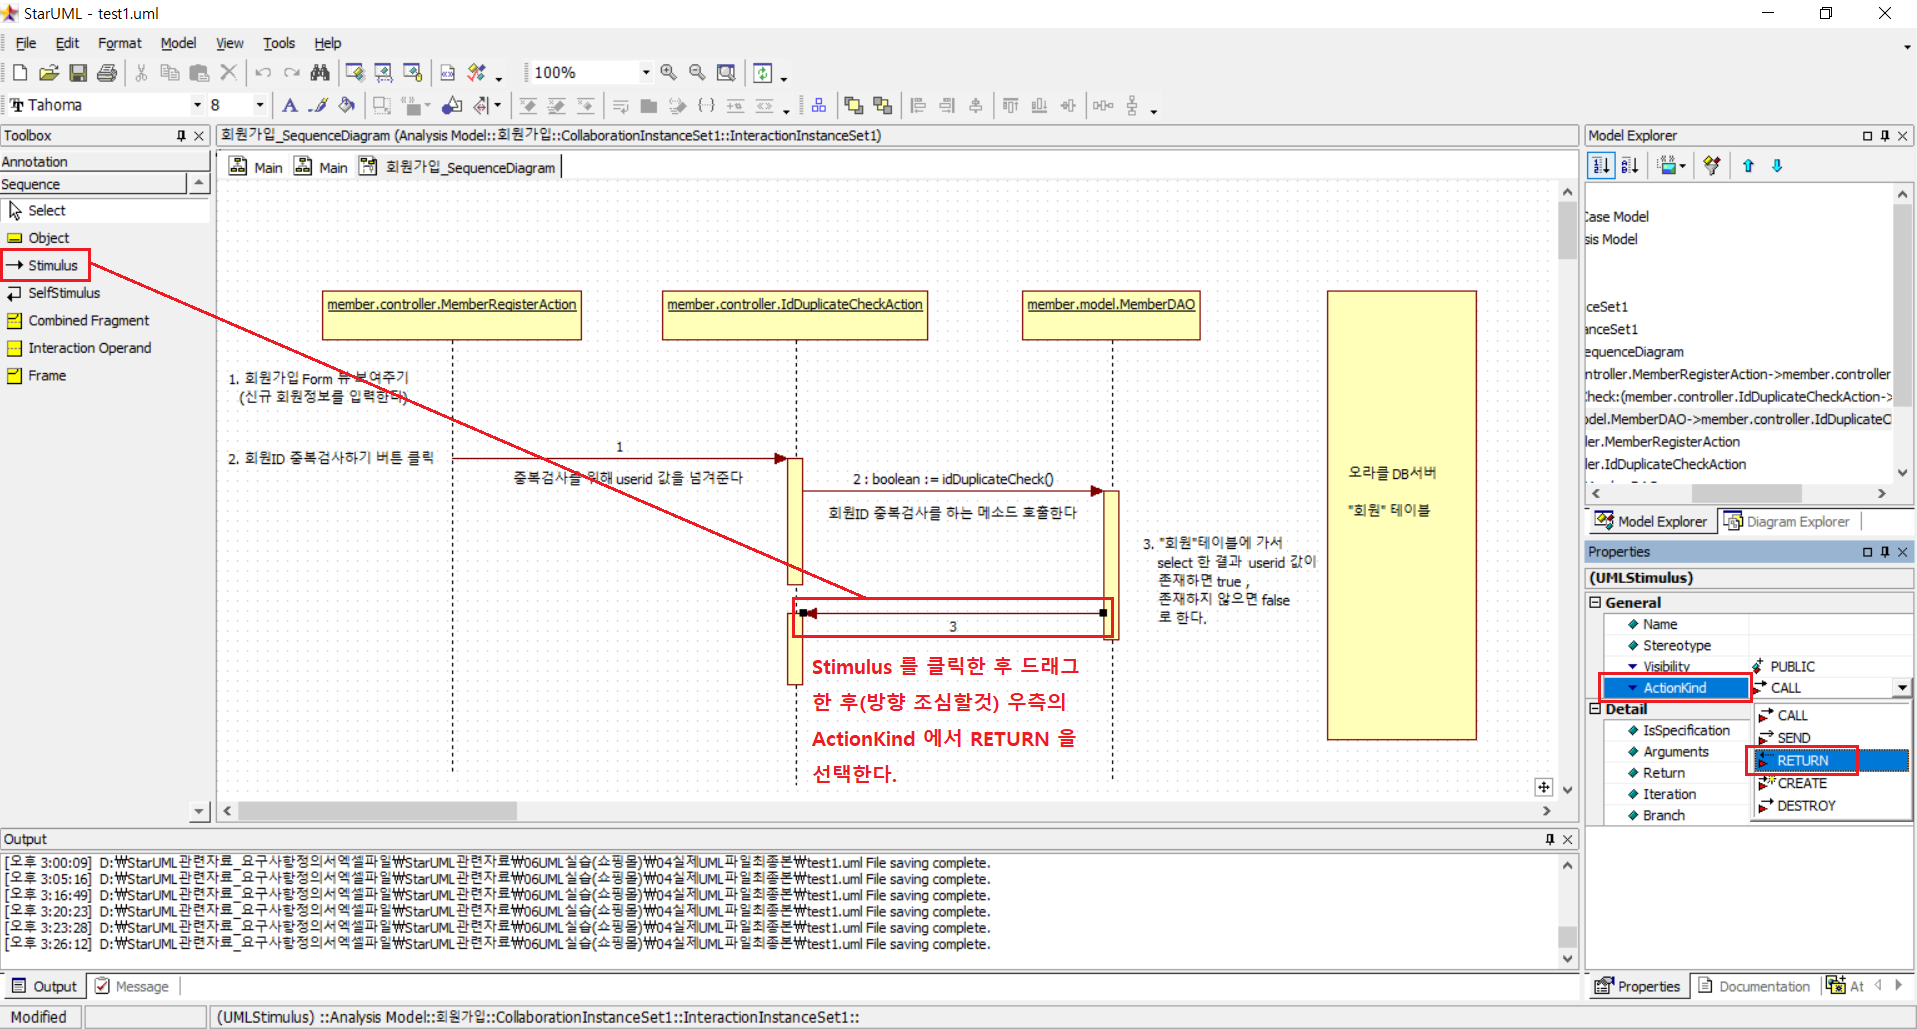 StarUML - test1.uml
File Edit Format Model View Tools Help
100%
Tahoma 8
Toolbox
Annotation
Sequence
Select
Object
Stimulus
SelfStimulus
Combined Fragment
Interaction Operand
Frame
회원가입_SequenceDiagram (Analysis Model::회원가입::CollaborationInstanceSet1::InteractionInstanceSet1)
Main Main 회원가입_SequenceDiagram
member.controller.MemberRegisterAction
member.controller.IdDuplicateCheckAction
member.model.MemberDAO
1. 회원가입 Form 뷰 보여주기
(신규 회원정보를 입력한다)
2. 회원ID 중복검사하기 버튼 클릭
1
중복검사를 위해 userid 값을 넘겨준다
2 : boolean := idDuplicateCheck()
회원ID 중복검사를 하는 메소드 호출한다
3. "회원"테이블에 가서
select 한 결과 userid 값이
존재하면 true ,
존재하지 않으면 false
로 한다.
3
오라클 DB서버
"회원" 테이블
Stimulus 를 클릭한 후 드래그
한 후(방향 조심할것) 우측의
ActionKind 에서 RETURN 을
선택한다.
Model Explorer
Case Model
sis Model
ceSet1
anceSet1
equenceDiagram
ntroller.MemberRegisterAction->member.controller
Check:(member.controller.IdDuplicateCheckAction->
odel.MemberDAO->member.controller.IdDuplicateC
ler.MemberRegisterAction
ler.IdDuplicateCheckAction
Model Explorer Diagram Explorer
Properties
(UMLStimulus)
General
Name
Stereotype
Visibility PUBLIC
ActionKind CALL
Detail
IsSpecification
Arguments
Return
Iteration
Branch
CALL
SEND
RETURN
CREATE
DESTROY
Output
[오후 3:00:09] D:₩StarUML관련자료_요구사항정의서엑셀파일₩StarUML관련자료₩06UML실습(쇼핑몰)₩04실제UML파일최종본₩test1.uml File saving complete.
[오후 3:05:16] D:₩StarUML관련자료_요구사항정의서엑셀파일₩StarUML관련자료₩06UML실습(쇼핑몰)₩04실제UML파일최종본₩test1.uml File saving complete.
[오후 3:16:49] D:₩StarUML관련자료_요구사항정의서엑셀파일₩StarUML관련자료₩06UML실습(쇼핑몰)₩04실제UML파일최종본₩test1.uml File saving complete.
[오후 3:20:23] D:₩StarUML관련자료_요구사항정의서엑셀파일₩StarUML관련자료₩06UML실습(쇼핑몰)₩04실제UML파일최종본₩test1.uml File saving complete.
[오후 3:23:28] D:₩StarUML관련자료_요구사항정의서엑셀파일₩StarUML관련자료₩06UML실습(쇼핑몰)₩04실제UML파일최종본₩test1.uml File saving complete.
[오후 3:26:12] D:₩StarUML관련자료_요구사항정의서엑셀파일₩StarUML관련자료₩06UML실습(쇼핑몰)₩04실제UML파일최종본₩test1.uml File saving complete.
Output Message
Properties Documentation At
Modified
(UMLStimulus) ::Analysis Model::회원가입::CollaborationInstanceSet1::InteractionInstanceSet1::